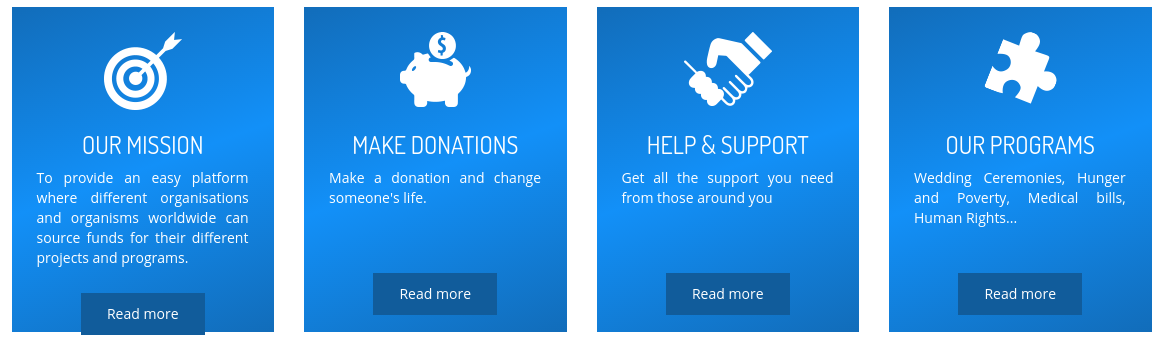 $
OUR MISSION
To provide an easy platform
where different organisations
and organisms worldwide can
source funds for their different
projects and programs.
Read more
MAKE DONATIONS
Make a donation and change
someone's life.
Read more
HELP & SUPPORT
Get all the support you need
from those around you
Read more
OUR PROGRAMS
Wedding Ceremonies, Hunger
and Poverty, Medical bills,
Human Rights...
Read more